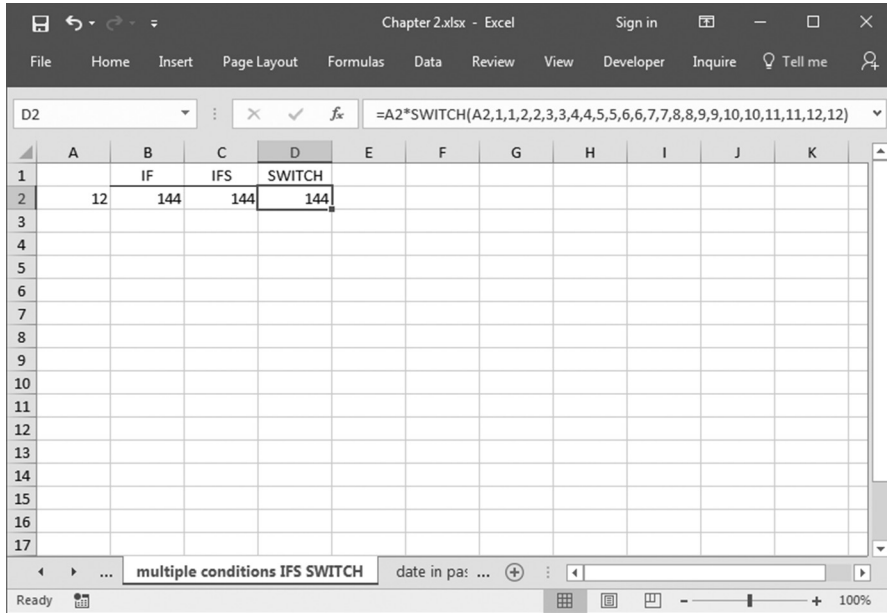 Chapter 2.xlsx - Excel Sign in
File Home Insert Page Layout Formulas Data Review View Developer Inquire Tell me
D2 fx =A2*SWITCH(A2,1,1,2,2,3,3,4,4,5,5,6,6,7,7,8,8,9,9,10,10,11,11,12,12)
A B C D E F G H I J K
1 IF IFS SWITCH
2 12 144 144 144
3
4
5
6
7
8
9
10
11
12
13
14
15
16
17
... multiple conditions IFS SWITCH date in pas ...
Ready 100%